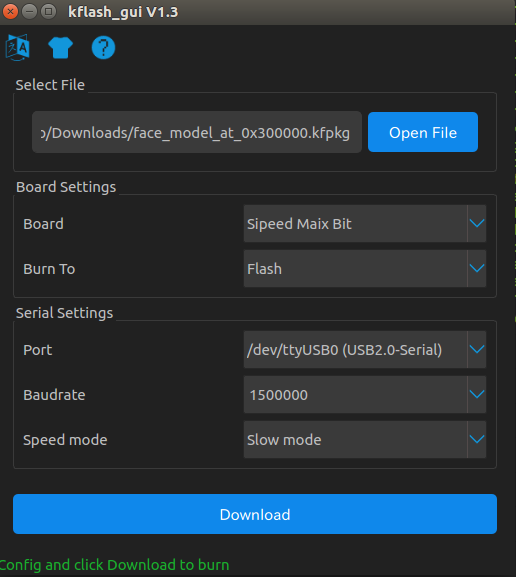 kflash_gui V1.3
文 A
?
Select File
/Downloads/face_model_at_0x300000.kfpkg
Open File
Board Settings
Board
Sipeed Maix Bit
Burn To
Flash
Serial Settings
Port
/dev/ttyUSB0 (USB2.0-Serial)
Baudrate
1500000
Speed mode
Slow mode
Download
Config and click Download to burn